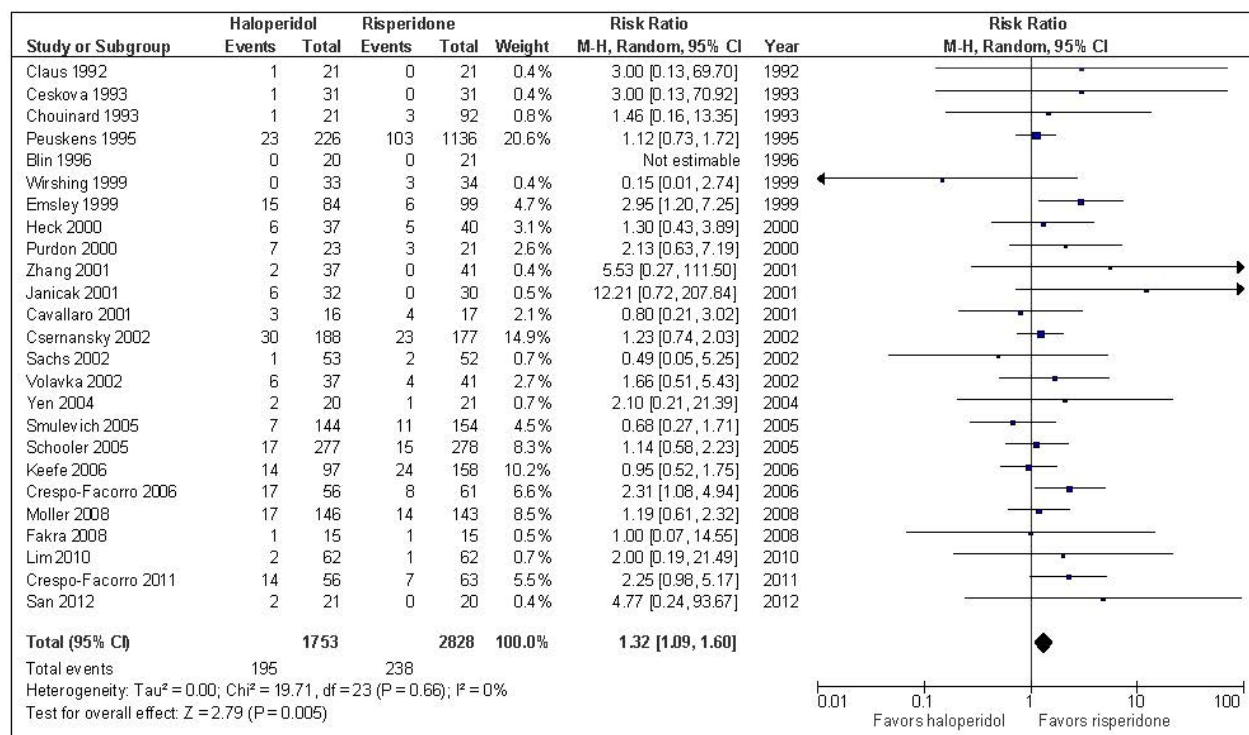 Haloperidol Risperidone Risk Ratio Risk Ratio
Study or Subgroup Events Total Events Total Weight M-H, Random, 95% CI Year M-H, Random, 95% CI
Claus 1992 1 21 0 21 0.4% 3.00 [0.13, 69.70] 1992
Ceskova 1993 1 31 0 31 0.4% 3.00 [0.13, 70.92] 1993
Chouinard 1993 1 21 3 92 0.8% 1.46 [0.16, 13.35] 1993
Peuskens 1995 23 226 103 1136 20.6% 1.12 [0.73, 1.72] 1995
Blin 1996 0 20 0 21 Not estimable 1996
Wirshing 1999 0 33 3 34 0.4% 0.15 [0.01, 2.74] 1999
Emsley 1999 15 84 6 99 4.7% 2.95 [1.20, 7.25] 1999
Heck 2000 6 37 5 40 3.1% 1.30 [0.43, 3.89] 2000
Purdon 2000 7 23 3 21 2.6% 2.13 [0.63, 7.19] 2000
Zhang 2001 2 37 0 41 0.4% 5.53 [0.27, 111.50] 2001
Janicak 2001 6 32 0 30 0.5% 12.21 [0.72, 207.84] 2001
Cavallaro 2001 3 16 4 17 2.1% 0.80 [0.21, 3.02] 2001
Csernansky 2002 30 188 23 177 14.9% 1.23 [0.74, 2.03] 2002
Sachs 2002 1 53 2 52 0.7% 0.49 [0.05, 5.25] 2002
Volavka 2002 6 37 4 41 2.7% 1.66 [0.51, 5.43] 2002
Yen 2004 2 20 1 21 0.7% 2.10 [0.21, 21.39] 2004
Smulevich 2005 7 144 11 154 4.5% 0.68 [0.27, 1.71] 2005
Schooler 2005 17 277 15 278 8.3% 1.14 [0.58, 2.23] 2005
Keefe 2006 14 97 24 158 10.2% 0.95 [0.52, 1.75] 2006
Crespo-Facorro 2006 17 56 8 61 6.6% 2.31 [1.08, 4.94] 2006
Moller 2008 17 146 14 143 8.5% 1.19 [0.61, 2.32] 2008
Fakra 2008 1 15 1 15 0.5% 1.00 [0.07, 14.55] 2008
Lim 2010 2 62 1 62 0.7% 2.00 [0.19, 21.49] 2010
Crespo-Facorro 2011 14 56 7 63 5.5% 2.25 [0.98, 5.17] 2011
San 2012 2 21 0 20 0.4% 4.77 [0.24, 93.67] 2012
Total (95% CI) 1753 2828 100.0% 1.32 [1.09, 1.60]
Total events 195 238
Heterogeneity: Tau² = 0.00; Chi² = 19.71, df = 23 (P = 0.66); I² = 0%
Test for overall effect: Z = 2.79 (P = 0.005)
0.01 0.1 1 10 100
Favors haloperidol Favors risperidone